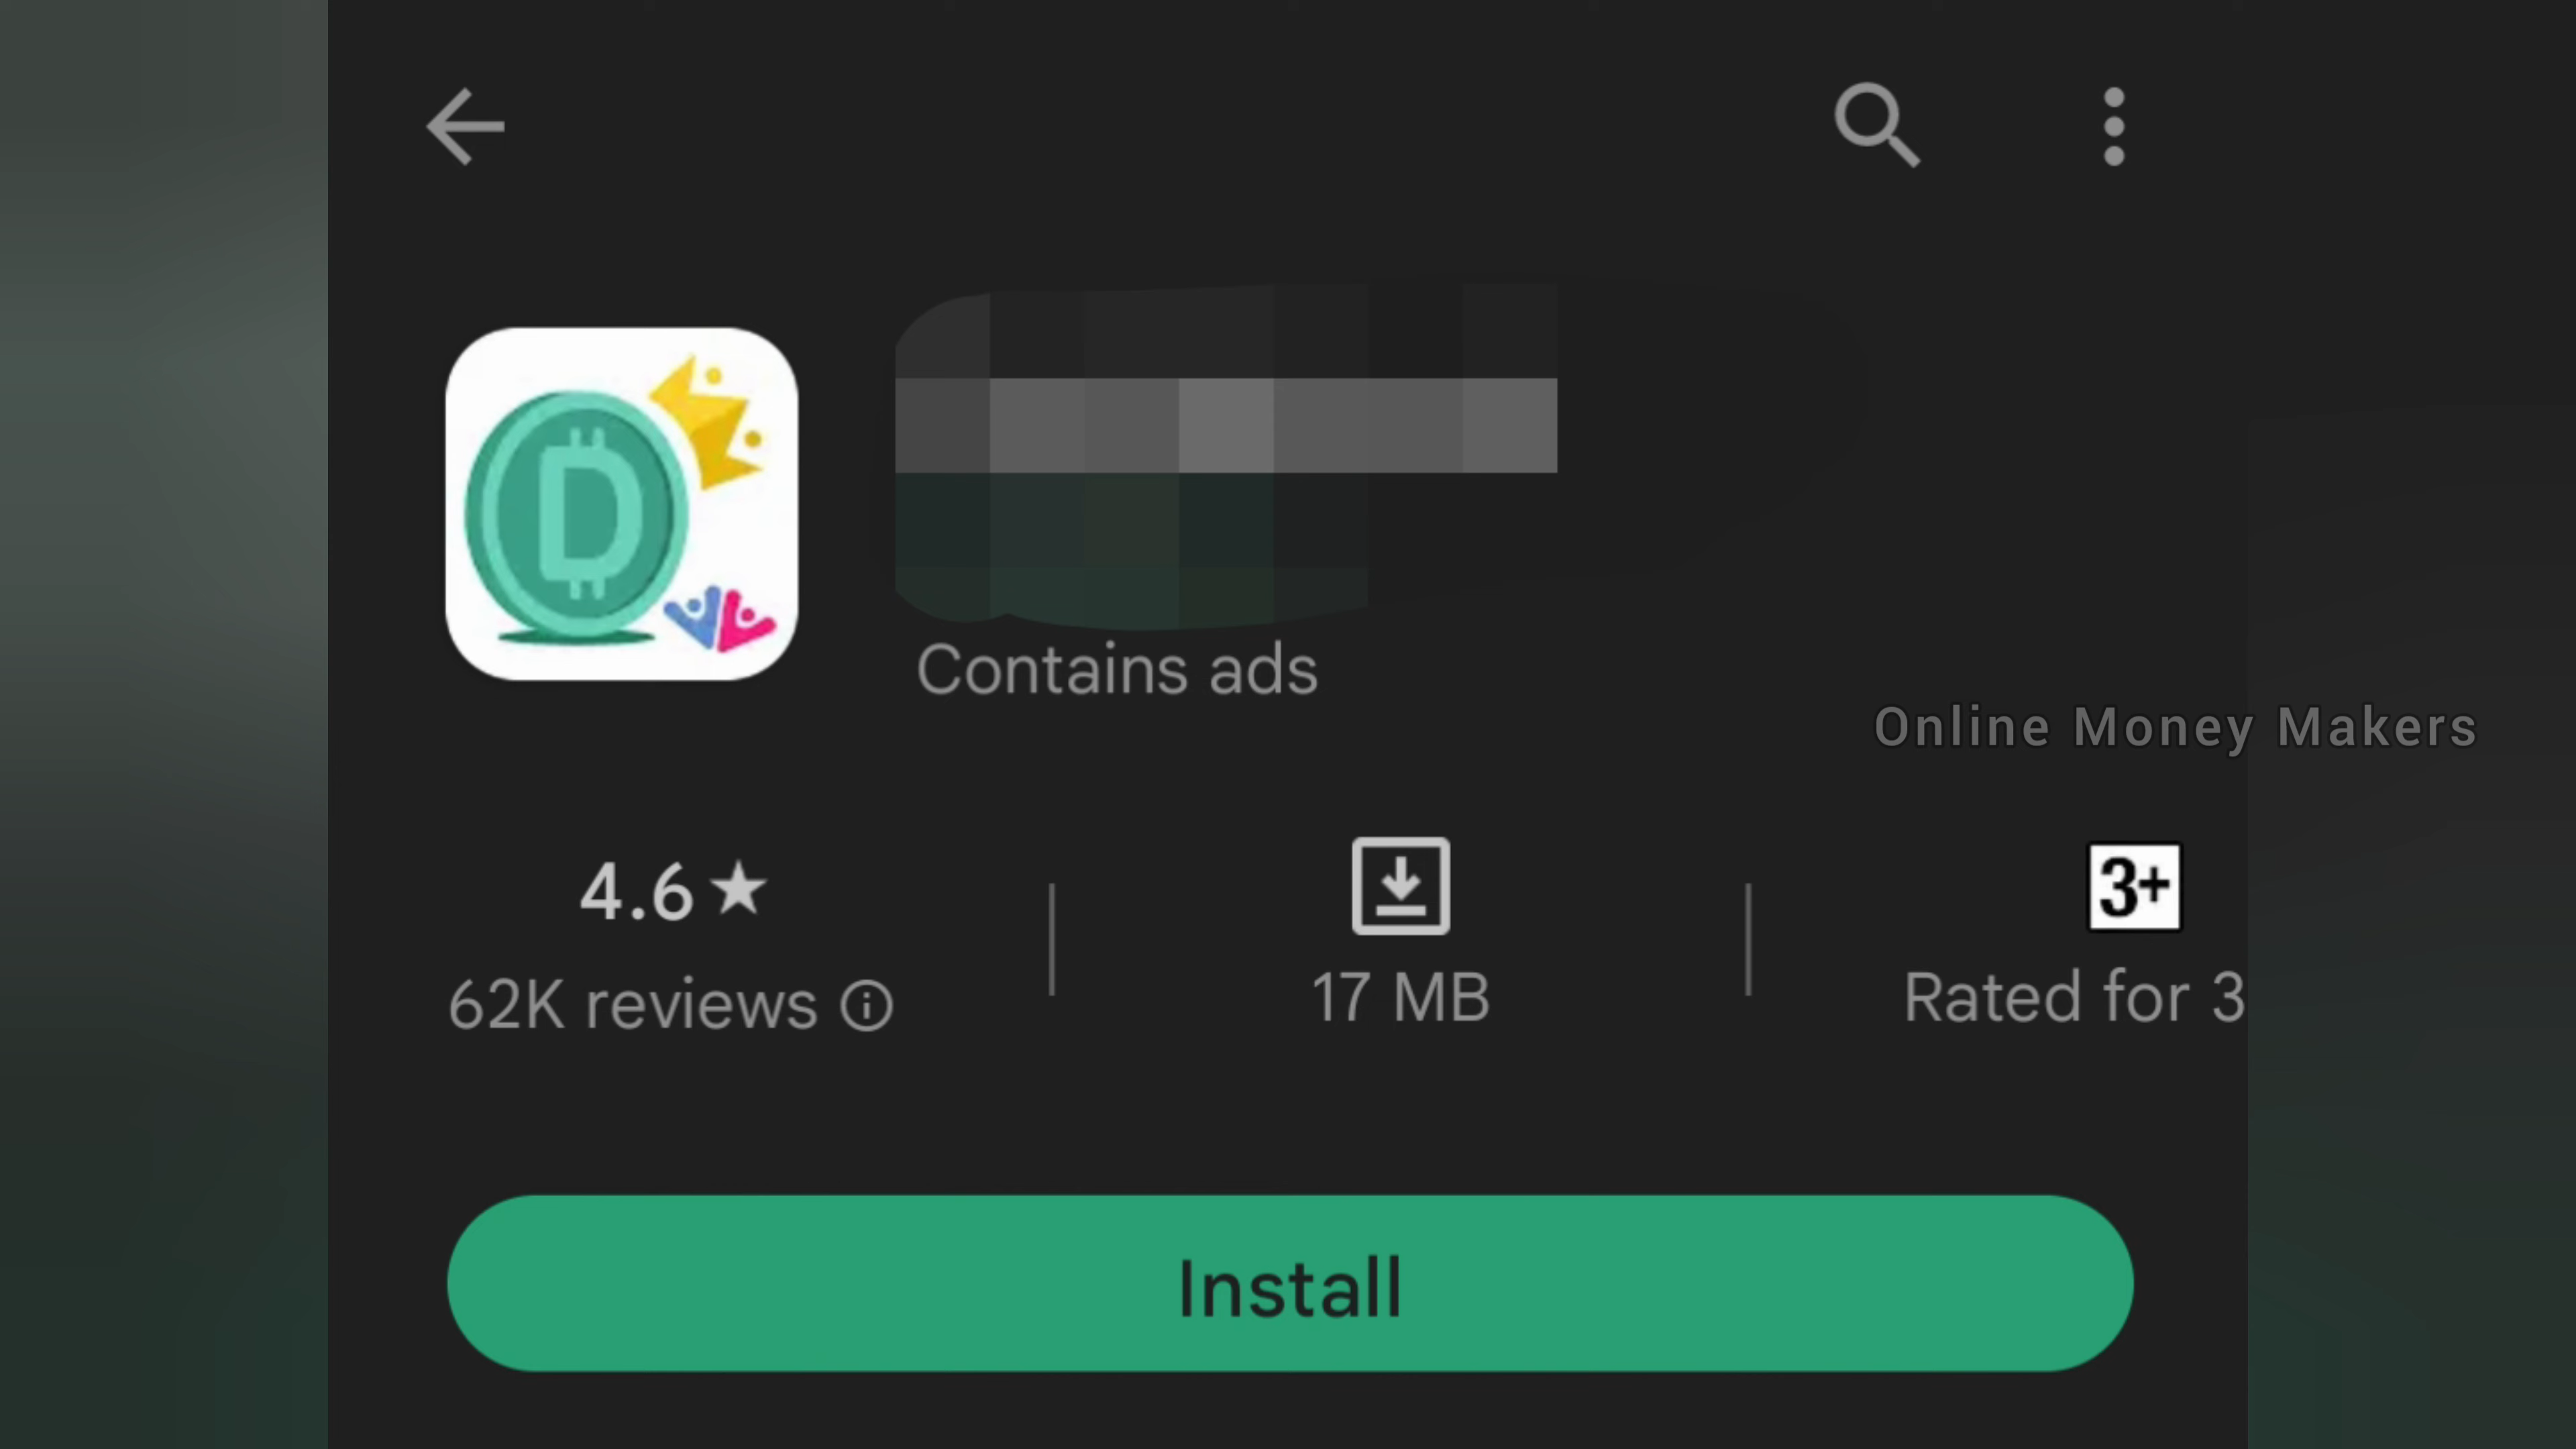 D
Contains ads
Online Money Makers
4.6★
62K reviews
17 MB
3+
Rated for 3
Install